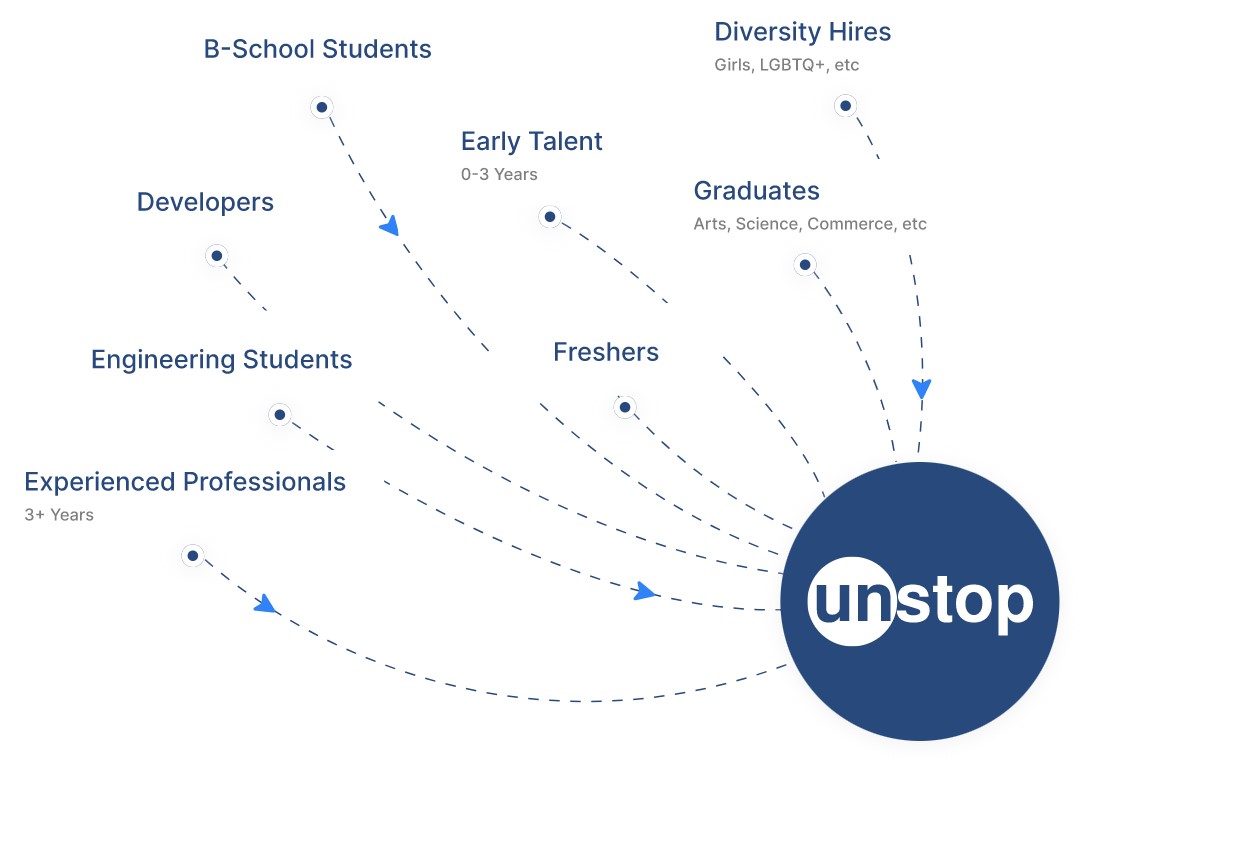 Diversity Hires
Girls, LGBTQ+, etc
B-School Students
Early Talent
0-3 Years
Graduates
Arts, Science, Commerce, etc
Developers
Freshers
Engineering Students
Experienced Professionals
3+ Years
unstop